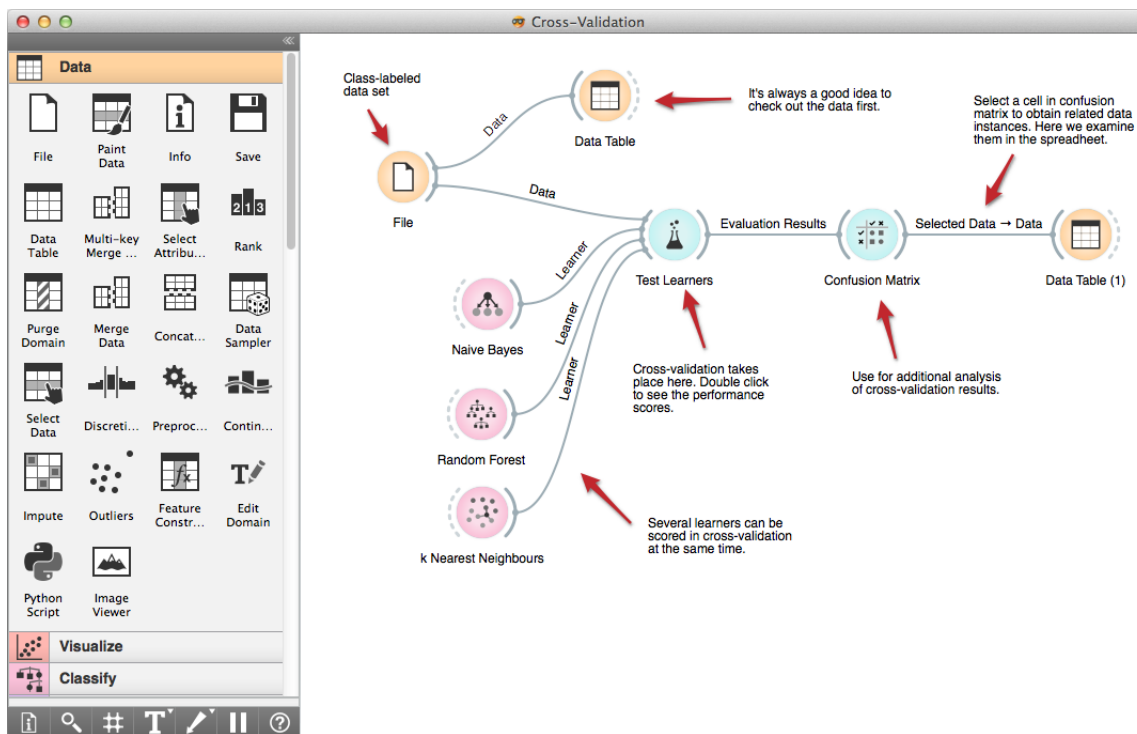 Cross-Validation
Data
File
Paint
Data
Info
Save
Data
Table
Multi-key
Merge ...
Select
Attribu...
Rank
Purge
Domain
Merge
Data
Concat...
Data
Sampler
Select
Data
Discreti...
Preproc...
Contin...
Impute
Outliers
Feature
Constr...
Edit
Domain
Python
Script
Image
Viewer
Visualize
Classify
Class-labeled
data set
File
Data
Data
Data Table
It's always a good idea to
check out the data first.
Select a cell in confusion
matrix to obtain related data
instances. Here we examine
them in the spreadheet.
Learner
Learner
Learner
Naive Bayes
Random Forest
k Nearest Neighbours
Test Learners
Evaluation Results
Confusion Matrix
Selected Data → Data
Data Table (1)
Cross-validation takes
place here. Double click
to see the performance
scores.
Use for additional analysis
of cross-validation results.
Several learners can be
scored in cross-validation
at the same time.